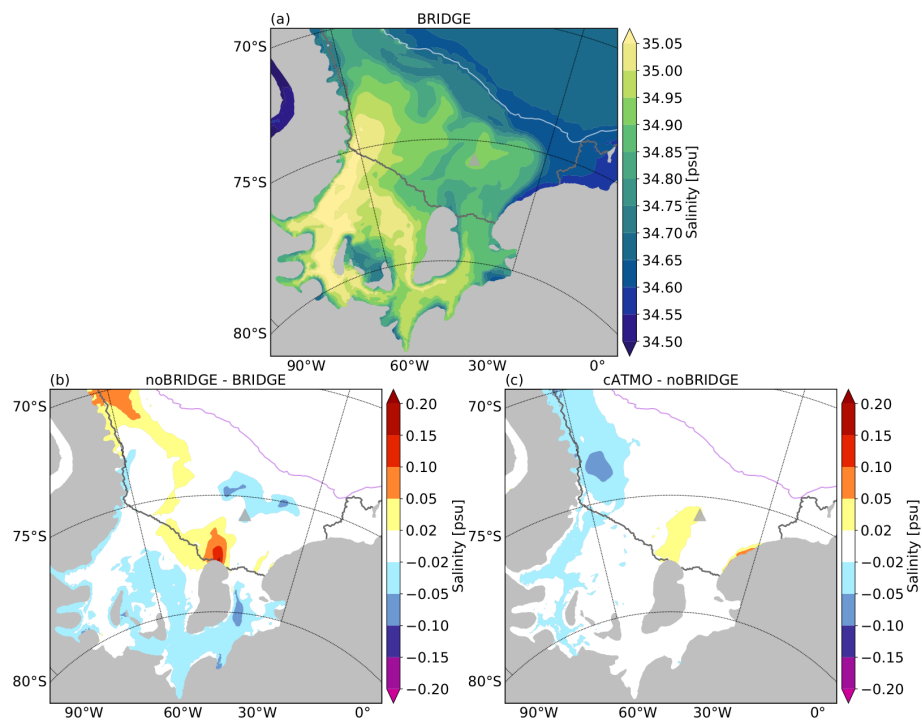 (a) BRIDGE
70°S
75°S
80°S
90°W 60°W 30°W 0°
35.05
35.00
34.95
34.90
34.85
34.80
34.75
34.70
34.65
34.60
34.55
34.50
Salinity [psu]
(b) noBRIDGE - BRIDGE
70°S
75°S
80°S
90°W 60°W 30°W 0°
0.20
0.15
0.10
0.05
0.02
−0.02
−0.05
−0.10
−0.15
−0.20
Salinity [psu]
(c) cATMO - noBRIDGE
70°S
75°S
80°S
90°W 60°W 30°W 0°
0.20
0.15
0.10
0.05
0.02
−0.02
−0.05
−0.10
−0.15
−0.20
Salinity [psu]